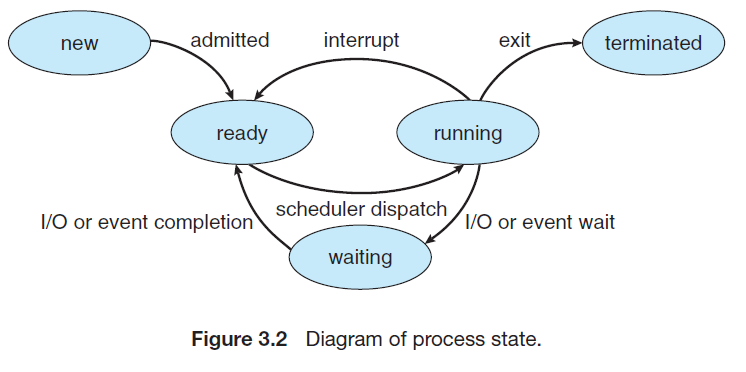 new
admitted
interrupt
exit
terminated
ready
running
I/O or event completion
scheduler dispatch
I/O or event wait
waiting
Figure 3.2 Diagram of process state.